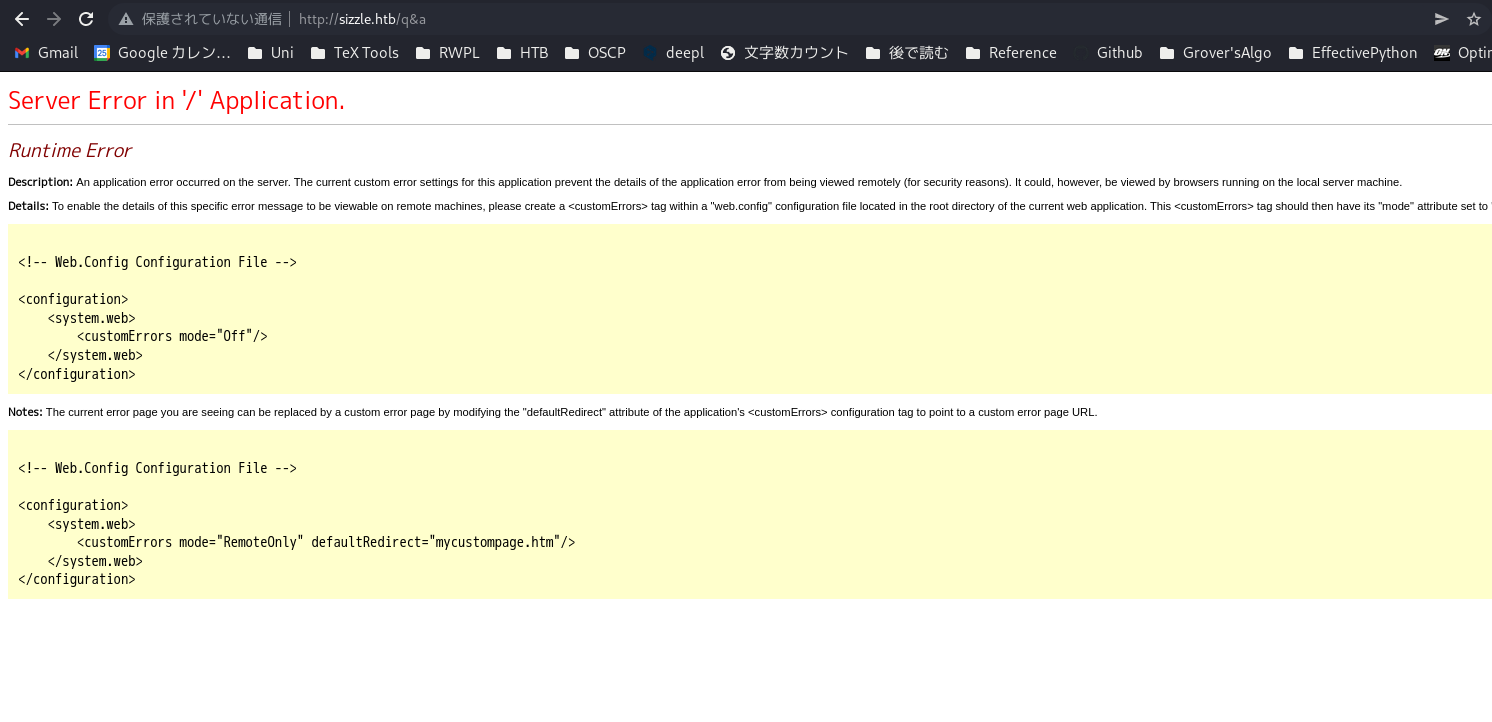 保護されていない通信 | http://sizzle.htb/q&a
Gmail Google カレン... Uni TeX Tools RWPL HTB OSCP deepl 文字数カウント 後で読む Reference Github Grover'sAlgo EffectivePython
Server Error in '/' Application.
Runtime Error
Description: An application error occurred on the server. The current custom error settings for this application prevent the details of the application error from being viewed remotely (for security reasons). It could, however, be viewed by browsers running on the local server machine.
Details: To enable the details of this specific error message to be viewable on remote machines, please create a <customErrors> tag within a "web.config" configuration file located in the root directory of the current web application. This <customErrors> tag should then have its "mode" attribute set to
<!-- Web.Config Configuration File -->
<configuration>
    <system.web>
        <customErrors mode="Off"/>
    </system.web>
</configuration>
Notes: The current error page you are seeing can be replaced by a custom error page by modifying the "defaultRedirect" attribute of the application's <customErrors> configuration tag to point to a custom error page URL.
<!-- Web.Config Configuration File -->
<configuration>
    <system.web>
        <customErrors mode="RemoteOnly" defaultRedirect="mycustompage.htm"/>
    </system.web>
</configuration>